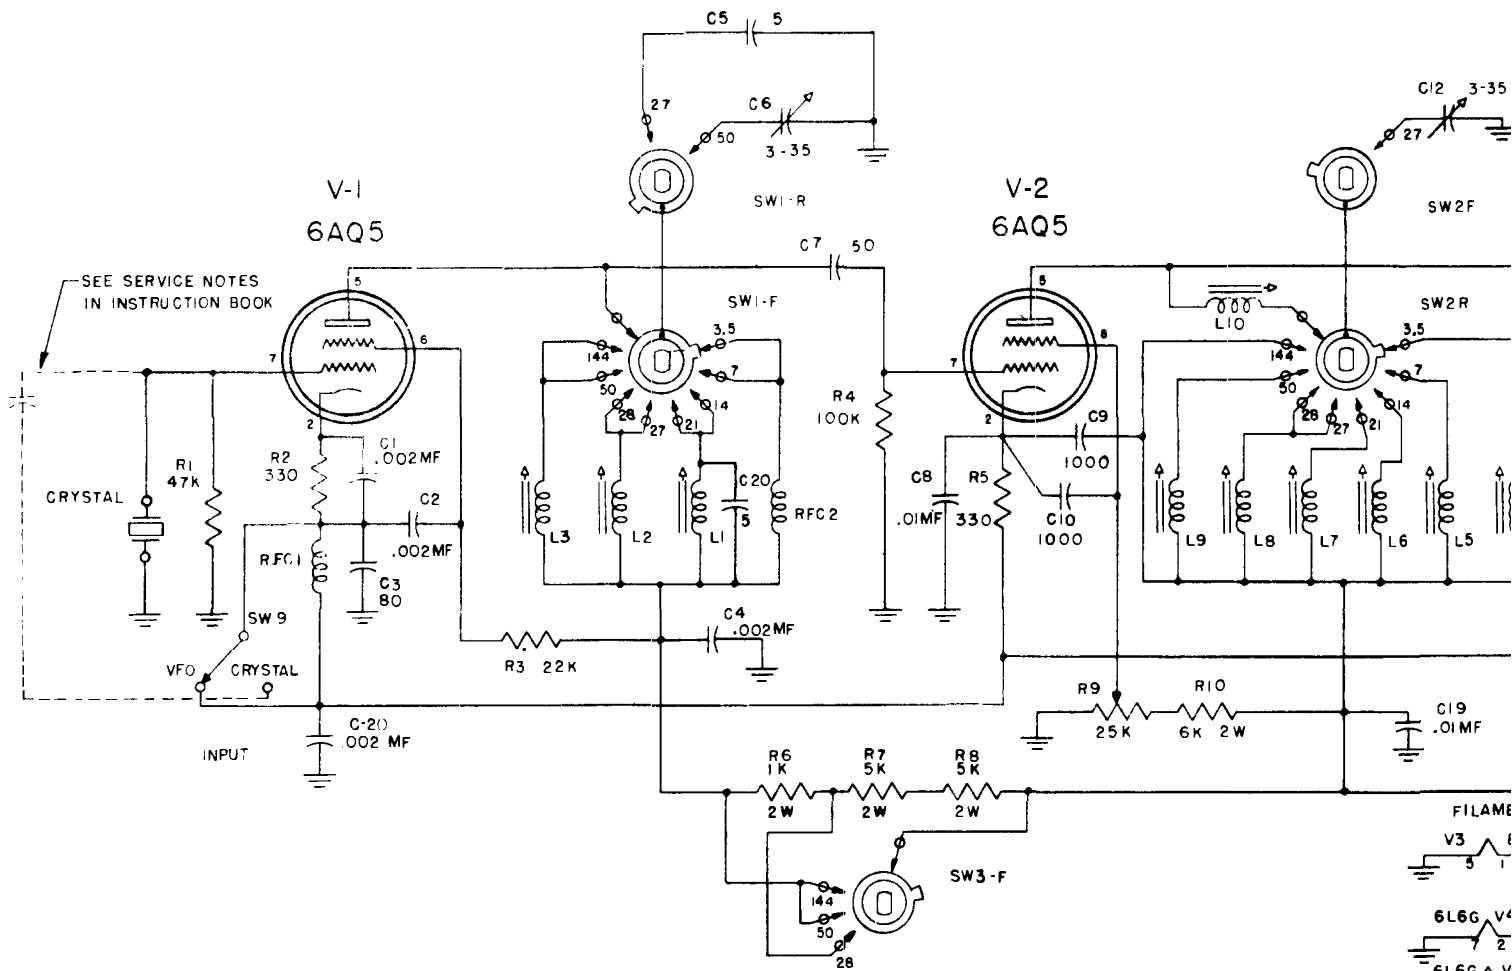 C5 5
27
C6
50
3-35
SW1-R
C12 3-35
27
SW2F
V-1
6AQ5
V-2
6AQ5
C7 50
SEE SERVICE NOTES
IN INSTRUCTION BOOK
5
6
7
2
SW1-F
3.5
144
7
50
14
28
27
21
5
8
7
2
L10
SW2R
3.5
144
7
50
14
28
27
21
R4
100K
R1
47K
R2
330
C1
.002MF
C2
.002MF
CRYSTAL
RFC1
C3
80
L3
L2
L1
C20
5
RFC2
C8
.01MF
R5
330
C9
1000
C10
1000
L9
L8
L7
L6
L5
SW9
VFO
CRYSTAL
R3 22K
C4
.002MF
C-20
.002 MF
INPUT
R9
25K
R10
6K 2W
C19
.01MF
R6
1K
2W
R7
5K
2W
R8
5K
2W
SW3-F
144
50
28
FILAME
V3
5 1
6L6G V4
7 2
6L6G